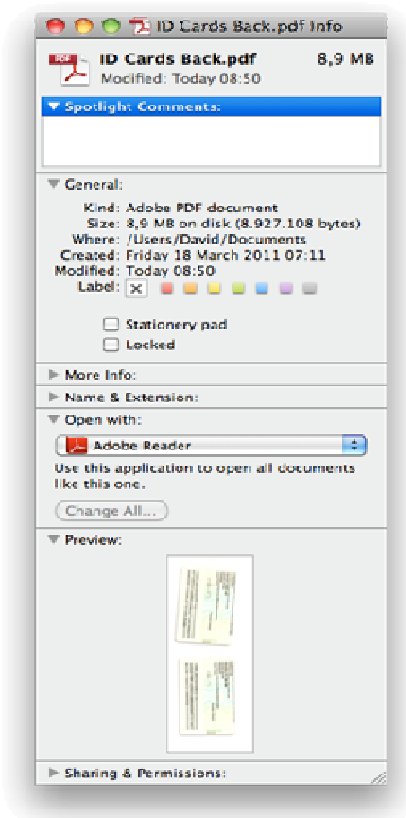 ID Cards Back.pdf Info
PDF
ID Cards Back.pdf 8,9 MB
Modified: Today 08:50
Spotlight Comments:
General:
Kind: Adobe PDF document
Size: 8,9 MB on disk (8.927.108 bytes)
Where: /Users/David/Documents
Created: Friday 18 March 2011 07:11
Modified: Today 08:50
Label:
Stationery pad
Locked
More Info:
Name & Extension:
Open with:
Adobe Reader
Use this application to open all documents
like this one.
Change All...
Preview:
Sharing & Permissions: